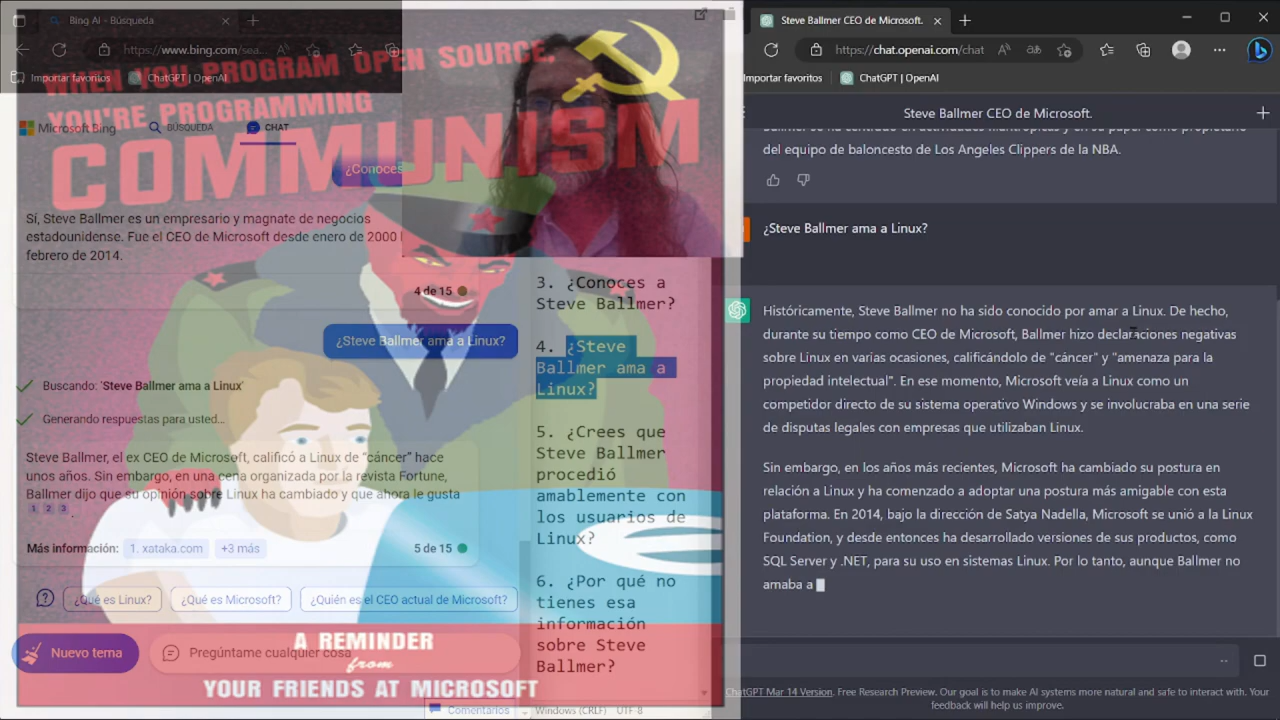 Bing AI - Búsqueda
https://www.bing.com/sea...
Importar favoritos
ChatGPT | OpenAI
WHEN YOU PROGRAM OPEN SOURCE,
YOU'RE PROGRAMMING
COMMUNISM
Microsoft Bing
BÚSQUEDA
CHAT
¿Conoces
Sí, Steve Ballmer es un empresario y magnate de negocios
estadounidense. Fue el CEO de Microsoft desde enero de 2000
febrero de 2014.
4 de 15
¿Steve Ballmer ama a Linux?
Buscando: 'Steve Ballmer ama a Linux'
Generando respuestas para usted...
Steve Ballmer, el ex CEO de Microsoft, calificó a Linux de “cáncer” hace
unos años. Sin embargo, en una cena organizada por la revista Fortune,
Ballmer dijo que su opinión sobre Linux ha cambiado y que ahora le gusta
1 2 3 .
Más información:
1. xataka.com
+3 más
5 de 15
¿Qué es Linux?
¿Qué es Microsoft?
¿Quién es el CEO actual de Microsoft?
Nuevo tema
Pregúntame cualquier cosa
A REMINDER
from
YOUR FRIENDS AT MICROSOFT
3. ¿Conoces a
Steve Ballmer?
4. ¿Steve
Ballmer ama a
Linux?
5. ¿Crees que
Steve Ballmer
procedió
amablemente con
los usuarios de
Linux?
6. ¿Por qué no
tienes esa
información
sobre Steve
Ballmer?
Comentarios
Windows (CRLF)
UTF-8
Steve Ballmer CEO de Microsoft.
https://chat.openai.com/chat
Importar favoritos
ChatGPT | OpenAI
Steve Ballmer CEO de Microsoft.
del equipo de baloncesto de Los Angeles Clippers de la NBA.
¿Steve Ballmer ama a Linux?
Históricamente, Steve Ballmer no ha sido conocido por amar a Linux. De hecho,
durante su tiempo como CEO de Microsoft, Ballmer hizo declaraciones negativas
sobre Linux en varias ocasiones, calificándolo de "cáncer" y "amenaza para la
propiedad intelectual". En ese momento, Microsoft veía a Linux como un
competidor directo de su sistema operativo Windows y se involucraba en una serie
de disputas legales con empresas que utilizaban Linux.
Sin embargo, en los años más recientes, Microsoft ha cambiado su postura en
relación a Linux y ha comenzado a adoptar una postura más amigable con esta
plataforma. En 2014, bajo la dirección de Satya Nadella, Microsoft se unió a la Linux
Foundation, y desde entonces ha desarrollado versiones de sus productos, como
SQL Server y .NET, para su uso en sistemas Linux. Por lo tanto, aunque Ballmer no
amaba a
ChatGPT Mar 14 Version. Free Research Preview. Our goal is to make AI systems more natural and safe to interact with. Your
feedback will help us improve.